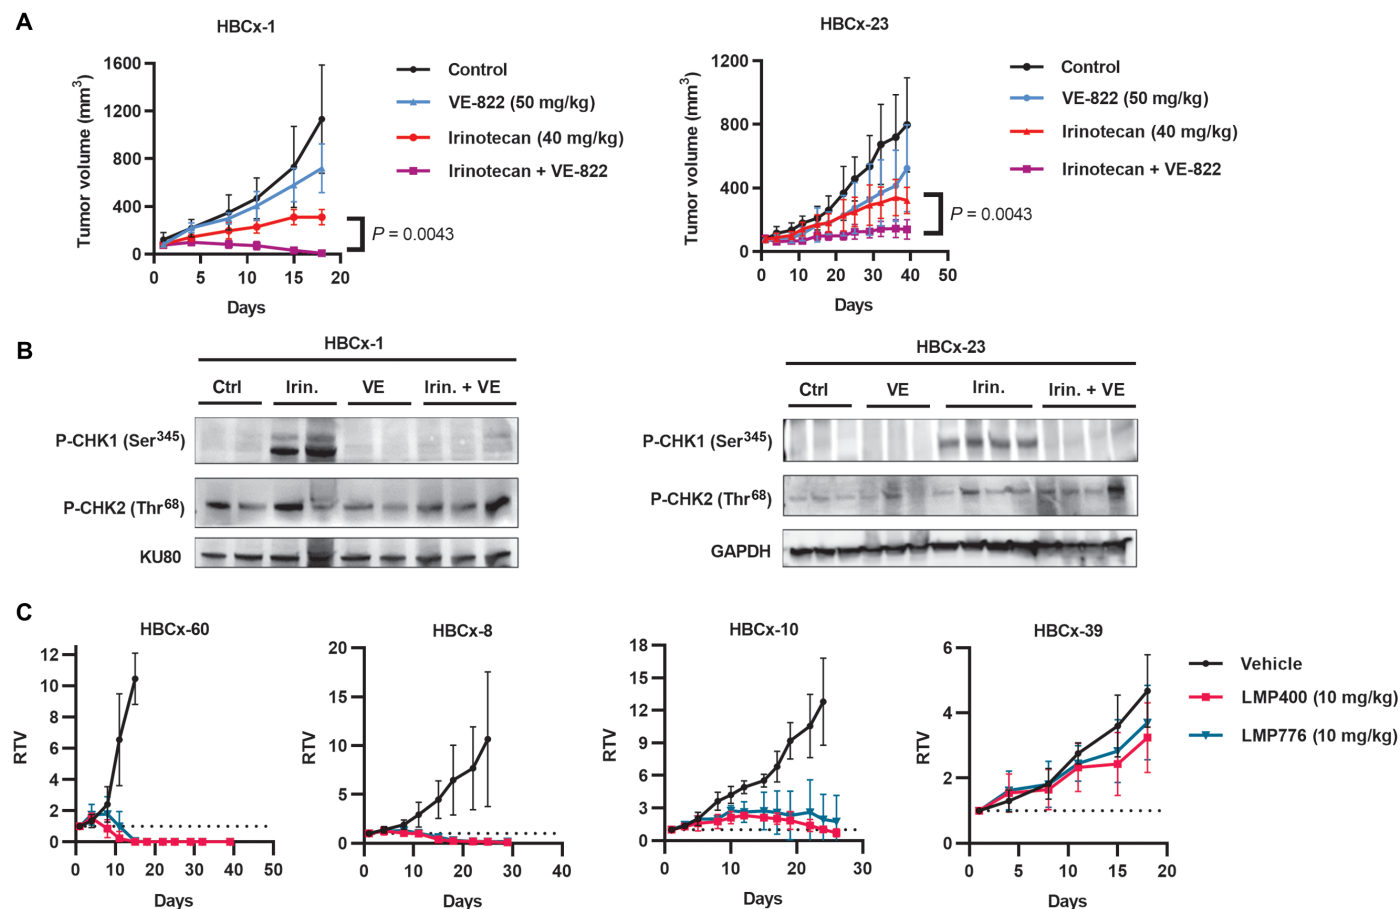 A
HBCx-1
Tumor volume (mm3)
1600
1200
800
400
0
0 5 10 15 20
Days
Control
VE-822 (50 mg/kg)
Irinotecan (40 mg/kg)
Irinotecan + VE-822
P = 0.0043
HBCx-23
Tumor volume (mm3)
1200
800
400
0
0 10 20 30 40 50
Days
Control
VE-822 (50 mg/kg)
Irinotecan (40 mg/kg)
Irinotecan + VE-822
P = 0.0043
B
HBCx-1
Ctrl Irin. VE Irin. + VE
P-CHK1 (Ser345)
P-CHK2 (Thr68)
KU80
HBCx-23
Ctrl VE Irin. Irin. + VE
P-CHK1 (Ser345)
P-CHK2 (Thr68)
GAPDH
C
HBCx-60
RTV
12
10
8
6
4
2
0
0 10 20 30 40 50
Days
HBCx-8
RTV
20
15
10
5
0
0 10 20 30 40
Days
HBCx-10
RTV
18
15
12
9
6
3
0
0 10 20 30
Days
HBCx-39
RTV
6
4
2
0
0 5 10 15 20
Days
Vehicle
LMP400 (10 mg/kg)
LMP776 (10 mg/kg)